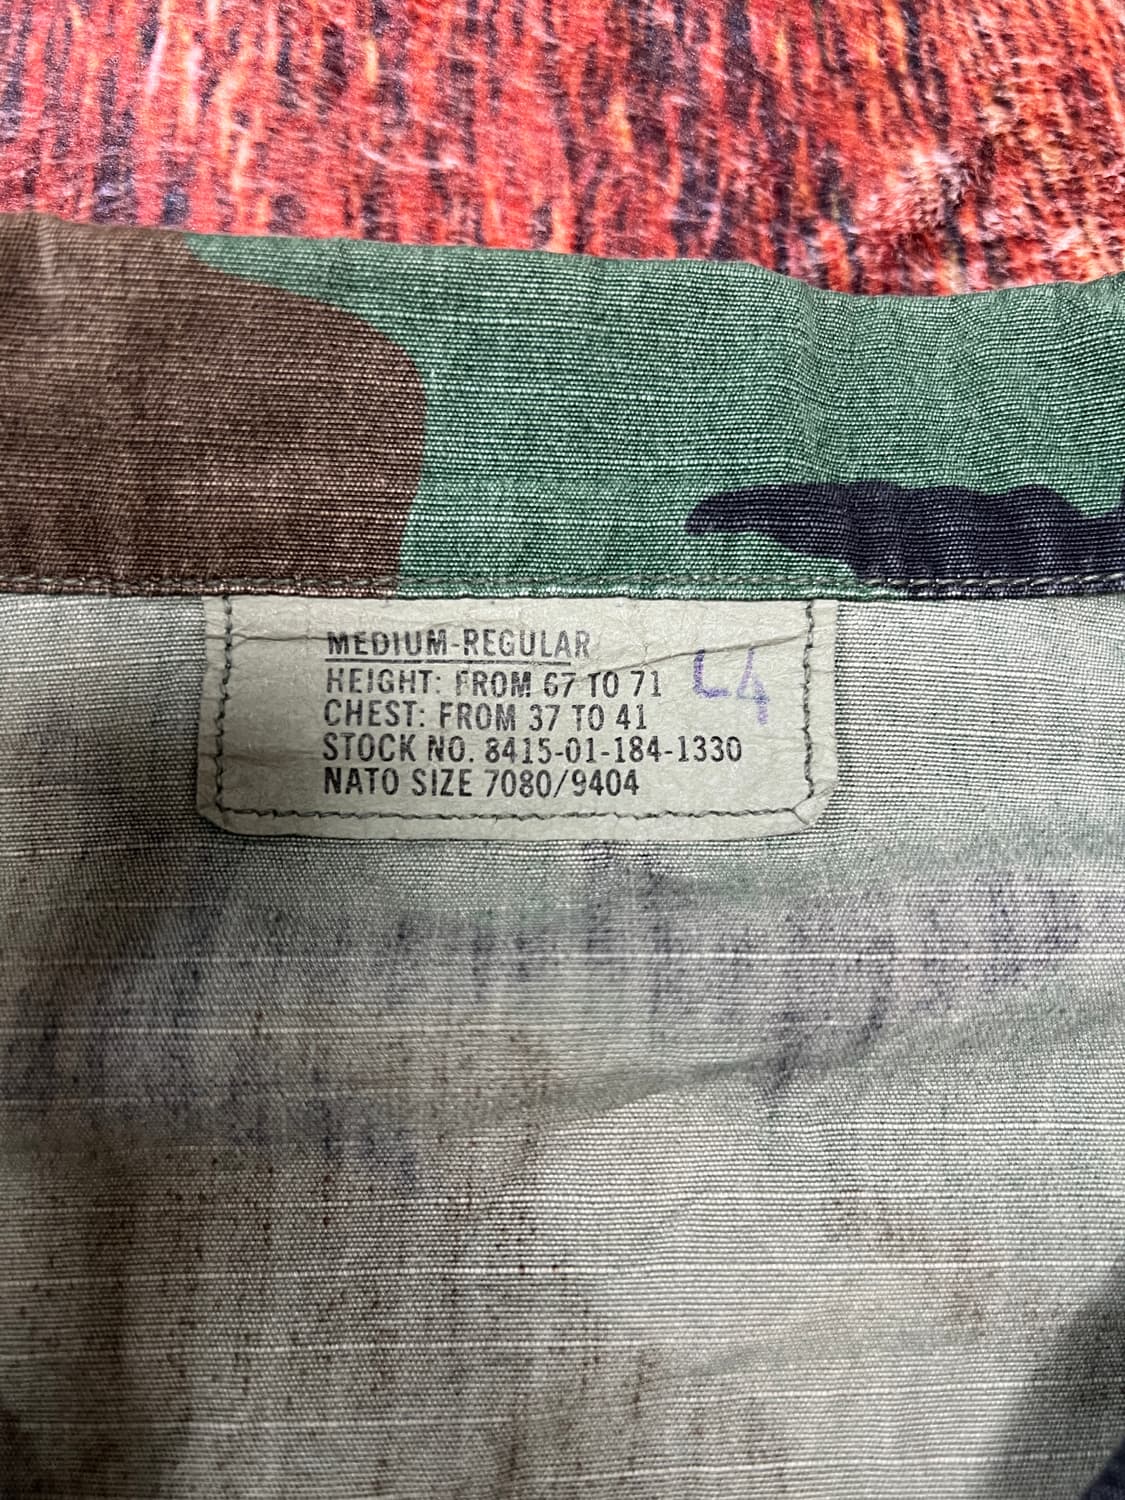 MEDIUM-REGULAR
HEIGHT: FROM 67 TO 71
CHEST: FROM 37 TO 41
STOCK NO. 8415-01-184-1330
NATO SIZE 7080/9404
L4